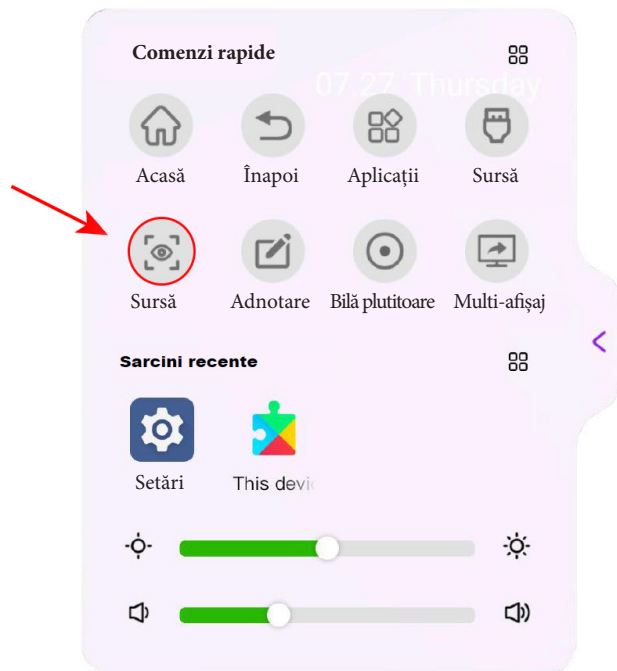 Comenzi rapide
07.27 Thursday
Acasă Înapoi Aplicații Sursă
Sursă Adnotare Bilă plutitoare Multi-afișaj
Sarcini recente
Setări This devi